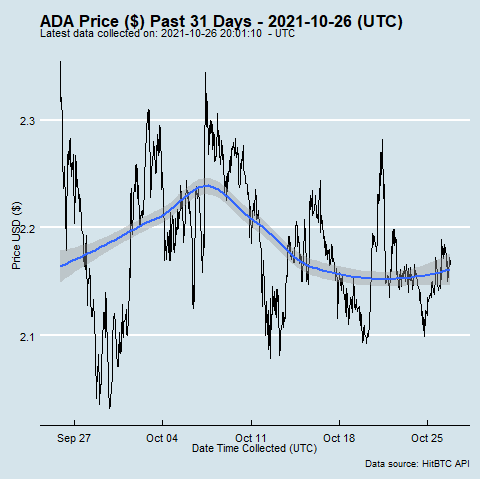 ADA Price ($) Past 31 Days - 2021-10-26 (UTC)
Latest data collected on: 2021-10-26 20:01:10  - UTC
2.3
2.2
2.1
Price USD ($)
Sep 27 Oct 04 Oct 11 Oct 18 Oct 25
Date Time Collected (UTC)
Data source: HitBTC API